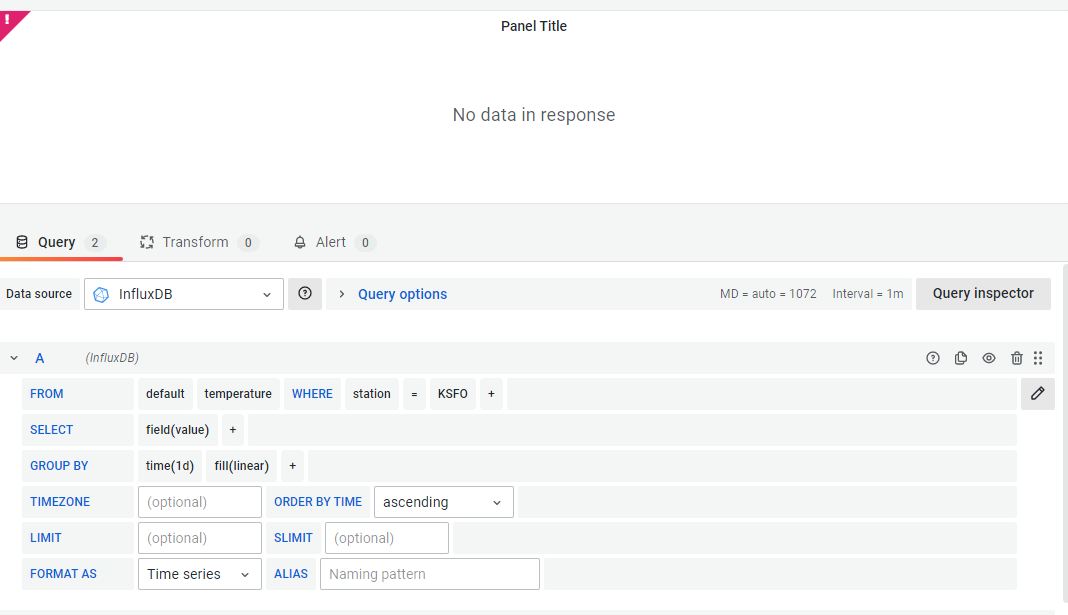 !
Panel Title
No data in response
Query 2 Transform 0 Alert 0
Data source InfluxDB Query options MD = auto = 1072 Interval = 1m Query inspector
A (InfluxDB)
FROM default temperature WHERE station = KSFO +
SELECT field(value) +
GROUP BY time(1d) fill(linear) +
TIMEZONE (optional) ORDER BY TIME ascending
LIMIT (optional) SLIMIT (optional)
FORMAT AS Time series ALIAS Naming pattern